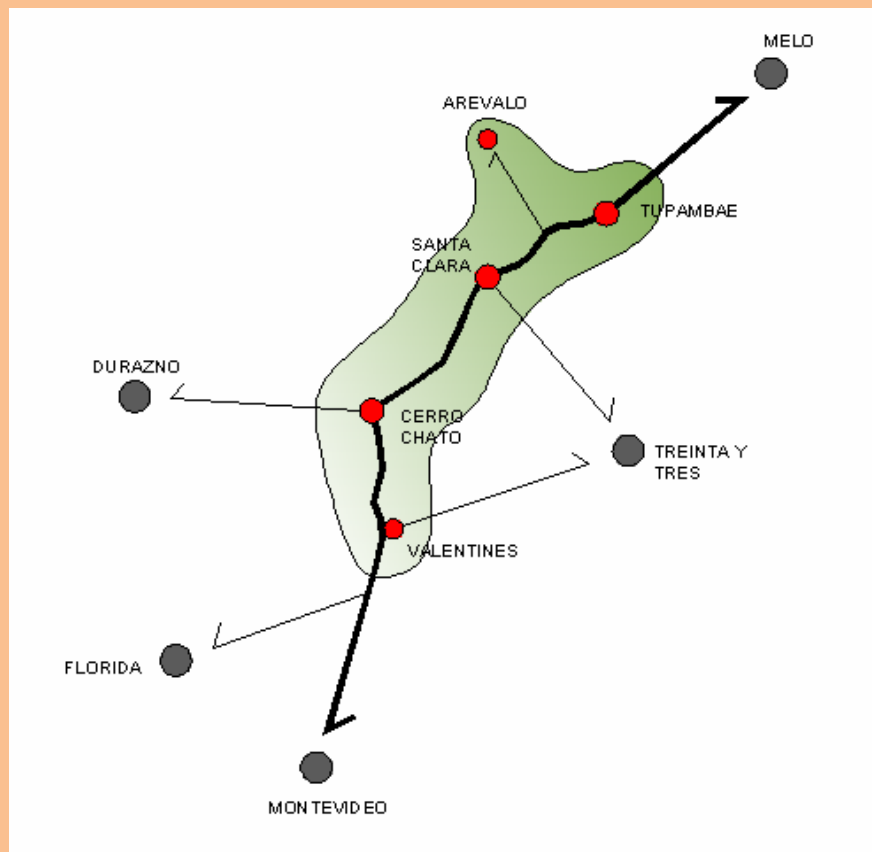 MELO
AREVALO
TUPAMBAE
SANTA
CLARA
DURAZNO
CERRO
CHATO
TREINTA Y
TRES
VALENTINES
FLORIDA
MONTEVIDEO